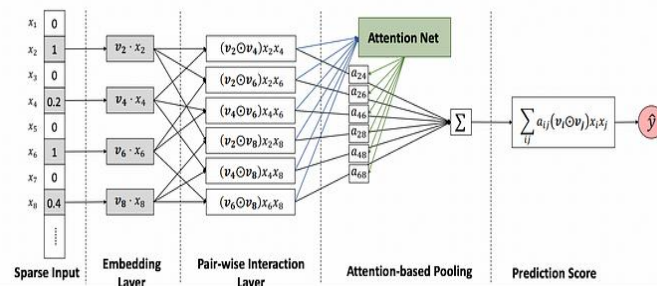 x₁ 0
x₂ 1
x₃ 0
x₄ 0.2
x₅ 0
x₆ 1
x₇ 0
x₈ 0.4
......
Sparse Input
v₂ · x₂
v₄ · x₄
v₆ · x₆
v₈ · x₈
Embedding
Layer
(v₂⊙v₄)x₂x₄
(v₂⊙v₆)x₂x₆
(v₄⊙v₆)x₄x₆
(v₂⊙v₈)x₂x₈
(v₄⊙v₈)x₄x₈
(v₆⊙v₈)x₆x₈
Pair-wise Interaction
Layer
Attention Net
a₂₄
a₂₆
a₄₆
a₂₈
a₄₈
a₆₈
Σ
Attention-based Pooling
∑ aᵢⱼ(vᵢ⊙vⱼ)xᵢxⱼ
ij
ŷ
Prediction Score